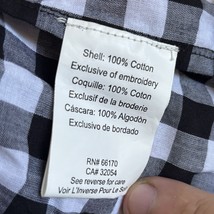 Shell: 100% Cotton
Exclusive of embroidery
Coquille: 100% Coton
Exclusif de la broderie
Cáscara: 100% Algodón
Exclusivo de bordado
RN# 66170
CA# 32054
See reverse for care
Voir L'Inverse Pour Le